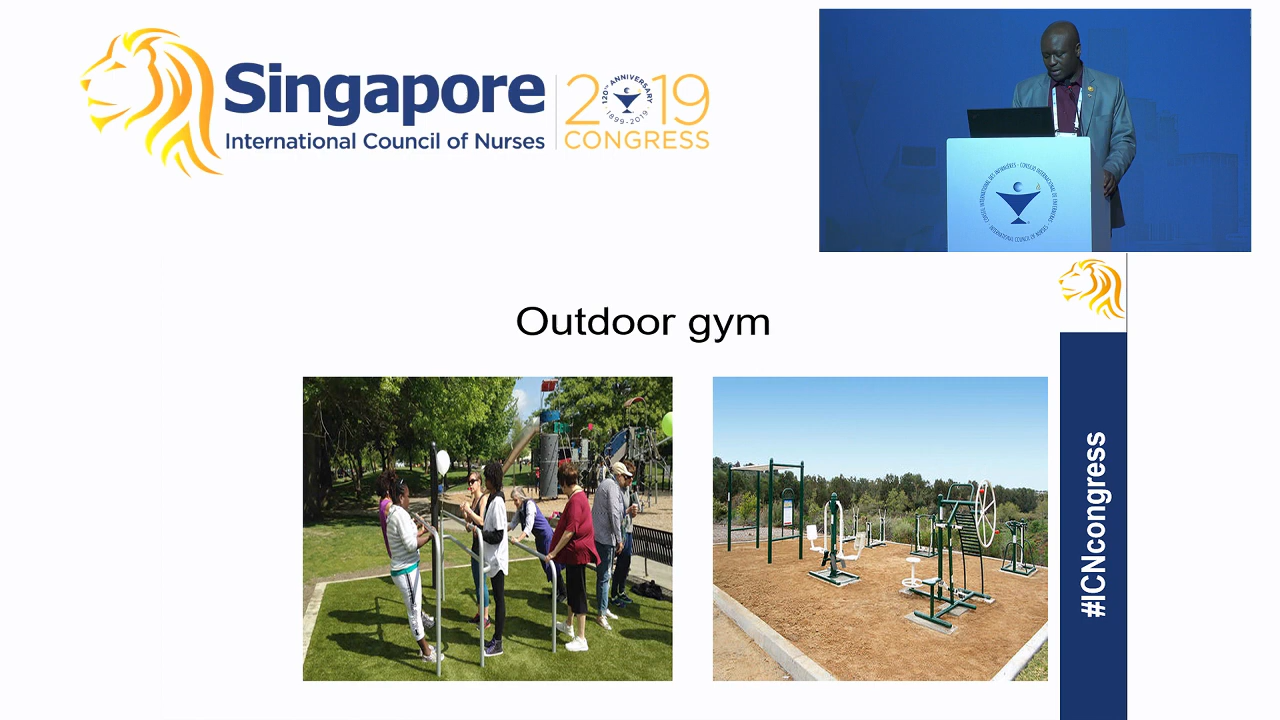 Singapore
International Council of Nurses
2019
120TH ANNIVERSARY
1899-2019
CONGRESS
Outdoor gym
#ICNcongress